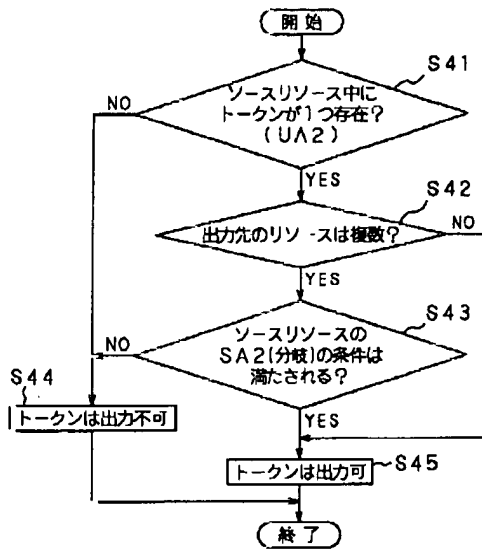 開始
S41
ソースリソース中に
トークンが1つ存在?
(UA2)
NO
YES
S42
出力先のリソースは複数?
NO
YES
S43
ソースリソースの
SA2(分岐)の条件は
満たされる?
NO
S44
トークンは出力不可
YES
S45
トークンは出力可
終了